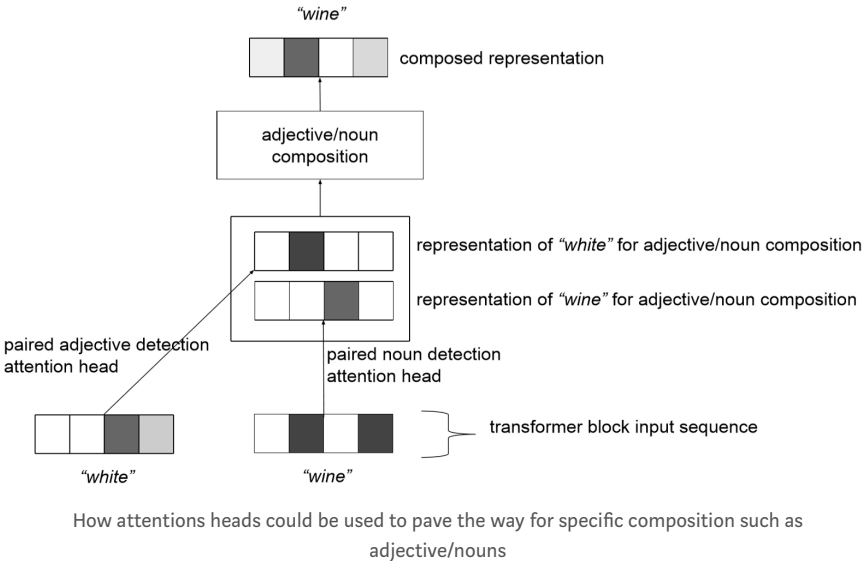 “wine”
composed representation
adjective/noun
composition
representation of “white” for adjective/noun composition
representation of “wine” for adjective/noun composition
paired adjective detection
attention head
paired noun detection
attention head
transformer block input sequence
“white”
“wine”
How attentions heads could be used to pave the way for specific composition such as
adjective/nouns